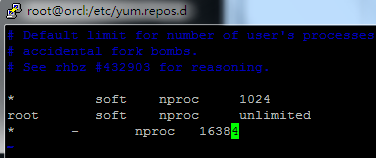 root@orcl:/etc/yum.repos.d
# Default limit for number of user's processes
# accidental fork bombs.
# See rhbz #432903 for reasoning.
*          soft    nproc     1024
root       soft    nproc     unlimited
*       -       nproc   16384
~